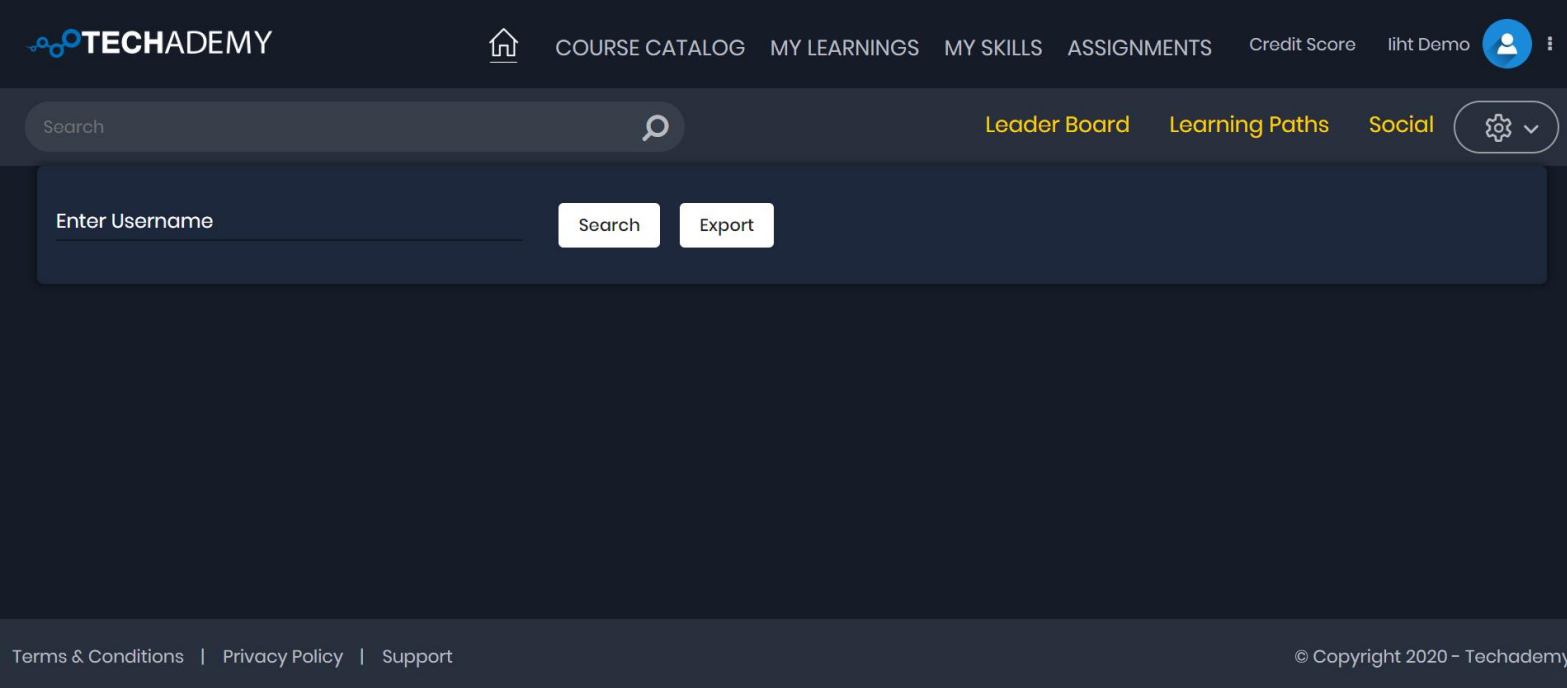 TECHADEMY
COURSE CATALOG MY LEARNINGS MY SKILLS ASSIGNMENTS Credit Score Iiht Demo
Search Leader Board Learning Paths Social
Enter Username Search Export
Terms & Conditions | Privacy Policy | Support © Copyright 2020 - Techademy